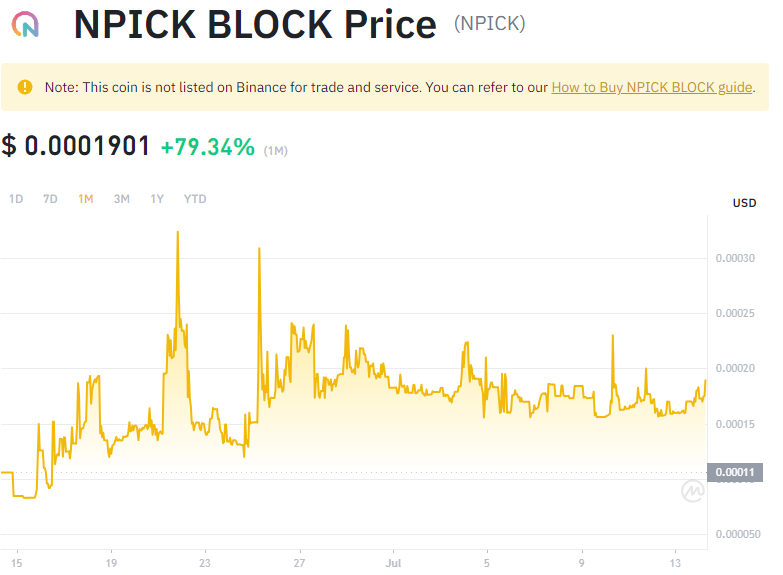 NPICK BLOCK Price (NPICK)
Note: This coin is not listed on Binance for trade and service. You can refer to our How to Buy NPICK BLOCK guide.
$ 0.0001901 +79.34% (1M)
1D 7D 1M 3M 1Y YTD
USD
0.00030
0.00025
0.00020
0.00015
0.00011
0.000050
15 19 23 27 Jul 5 9 13